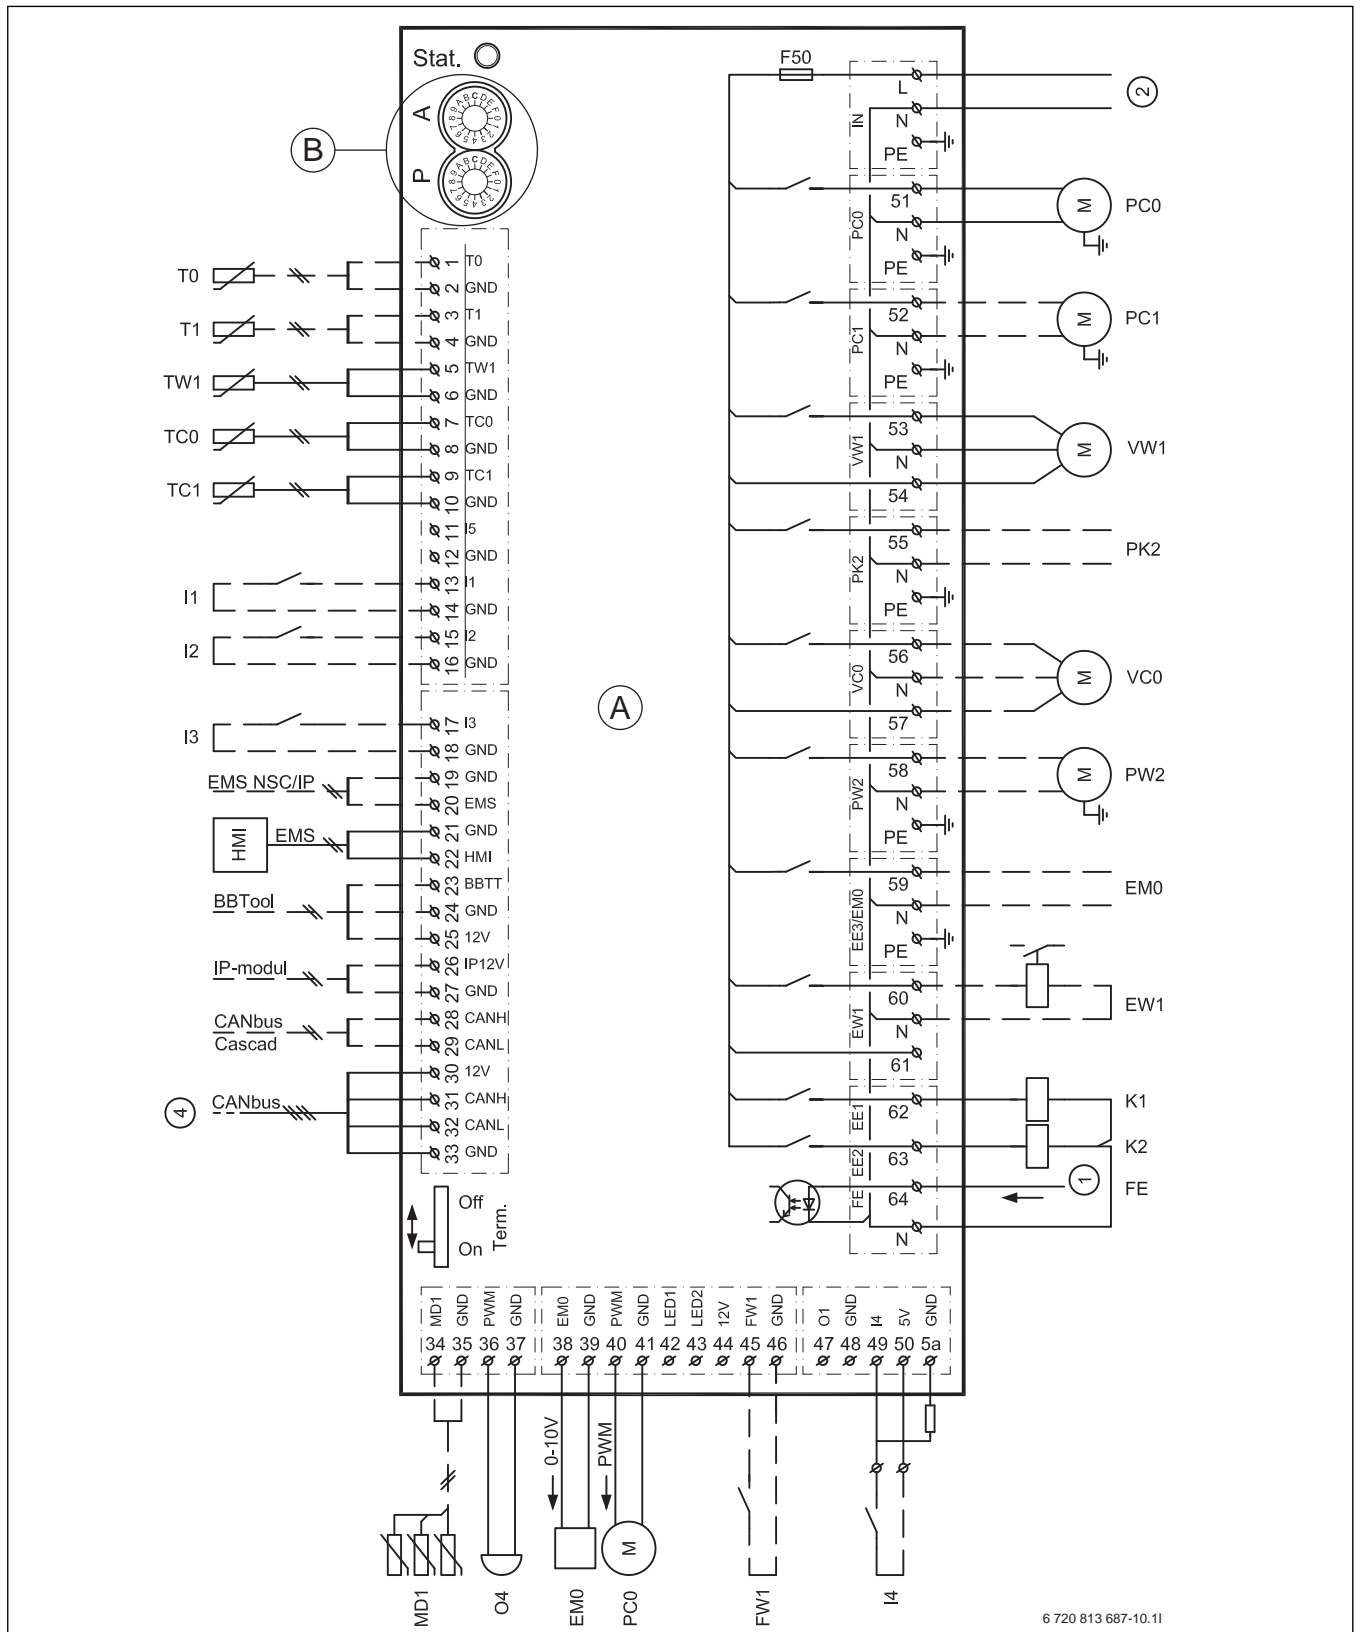 Stat.
A
P
B
A
F50
2
L
N
PE
IN
51
N
PE
PC0
M
PC0
52
N
PE
PC1
M
PC1
53
N
54
VW1
M
VW1
55
N
PE
PK2
PK2
56
N
57
VC0
M
VC0
58
N
PE
PW2
M
PW2
59
N
PE
EE3/EM0
EM0
60
N
61
EW1
EW1
62
EE1
K1
63
EE2
K2
64
FE
N
1
FE
T0
1 T0
2 GND
T1
3 T1
4 GND
TW1
5 TW1
6 GND
TC0
7 TC0
8 GND
TC1
9 TC1
10 GND
11 I5
12 GND
I1
13 I1
14 GND
I2
15 I2
16 GND
I3
17 I3
18 GND
EMS NSC/IP
19 GND
20 EMS
HMI
EMS
21 GND
22 HMI
BBTool
23 BBTT
24 GND
25 12V
IP-modul
26 IP12V
27 GND
CANbus
Cascad
28 CANH
29 CANL
4
CANbus
30 12V
31 CANH
32 CANL
33 GND
Off
On
Term.
MD1 GND PWM GND EM0 GND PWM GND LED1 LED2 12V FW1 GND O1 GND I4 5V GND
34 35 36 37 38 39 40 41 42 43 44 45 46 47 48 49 50 5a
0-10V
PWM
M
MD1
O4
EM0
PC0
FW1
I4
6 720 813 687-10.1I